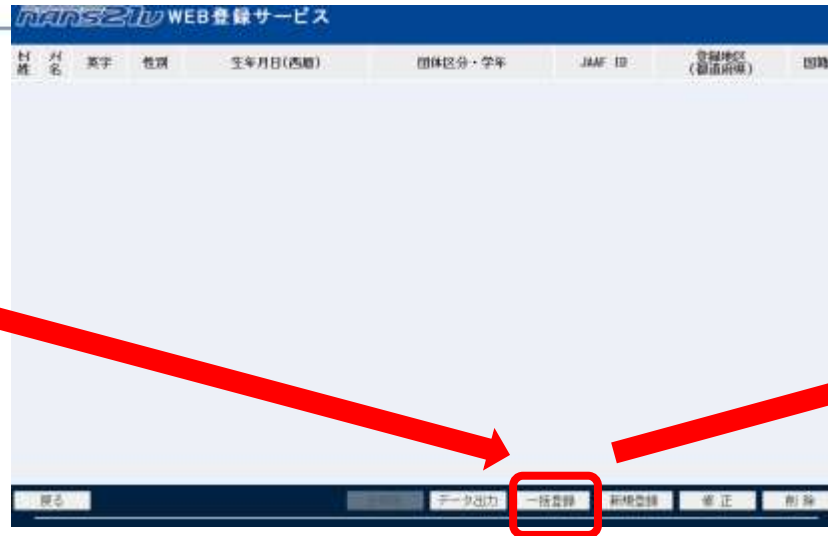 nans21v WEB登録サービス
英字 性別 生年月日(西暦) 団体区分・学年 JAAF ID 登録地区
姓 名 (都道府県) 国籍
戻る データ出力 一括登録 新規登録 修正 削除